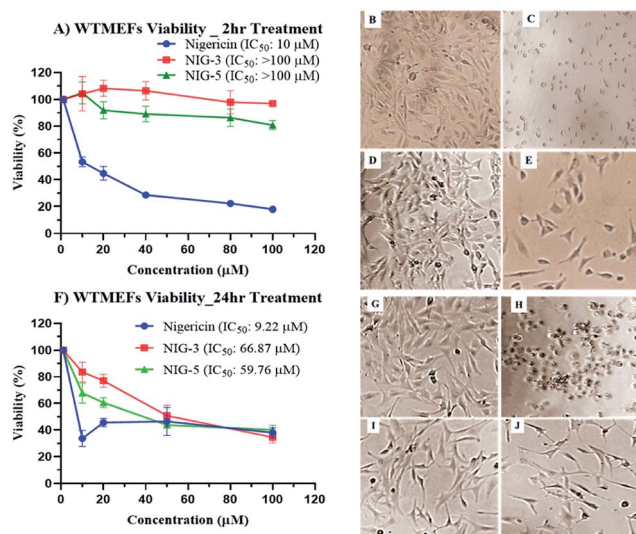 A) WTMEFs Viability _ 2hr Treatment
Nigericin (IC50: 10 µM)
NIG-3 (IC50: >100 µM)
NIG-5 (IC50: >100 µM)
120
100
80
60
40
20
0
Viability (%)
0 20 40 60 80 100 120
Concentration (µM)
B
C
D
E
F) WTMEFs Viability_24hr Treatment
Nigericin (IC50: 9.22 µM)
NIG-3 (IC50: 66.87 µM)
NIG-5 (IC50: 59.76 µM)
120
100
80
60
40
20
0
Viability (%)
0 20 40 60 80 100 120
Concentration (µM)
G
H
I
J